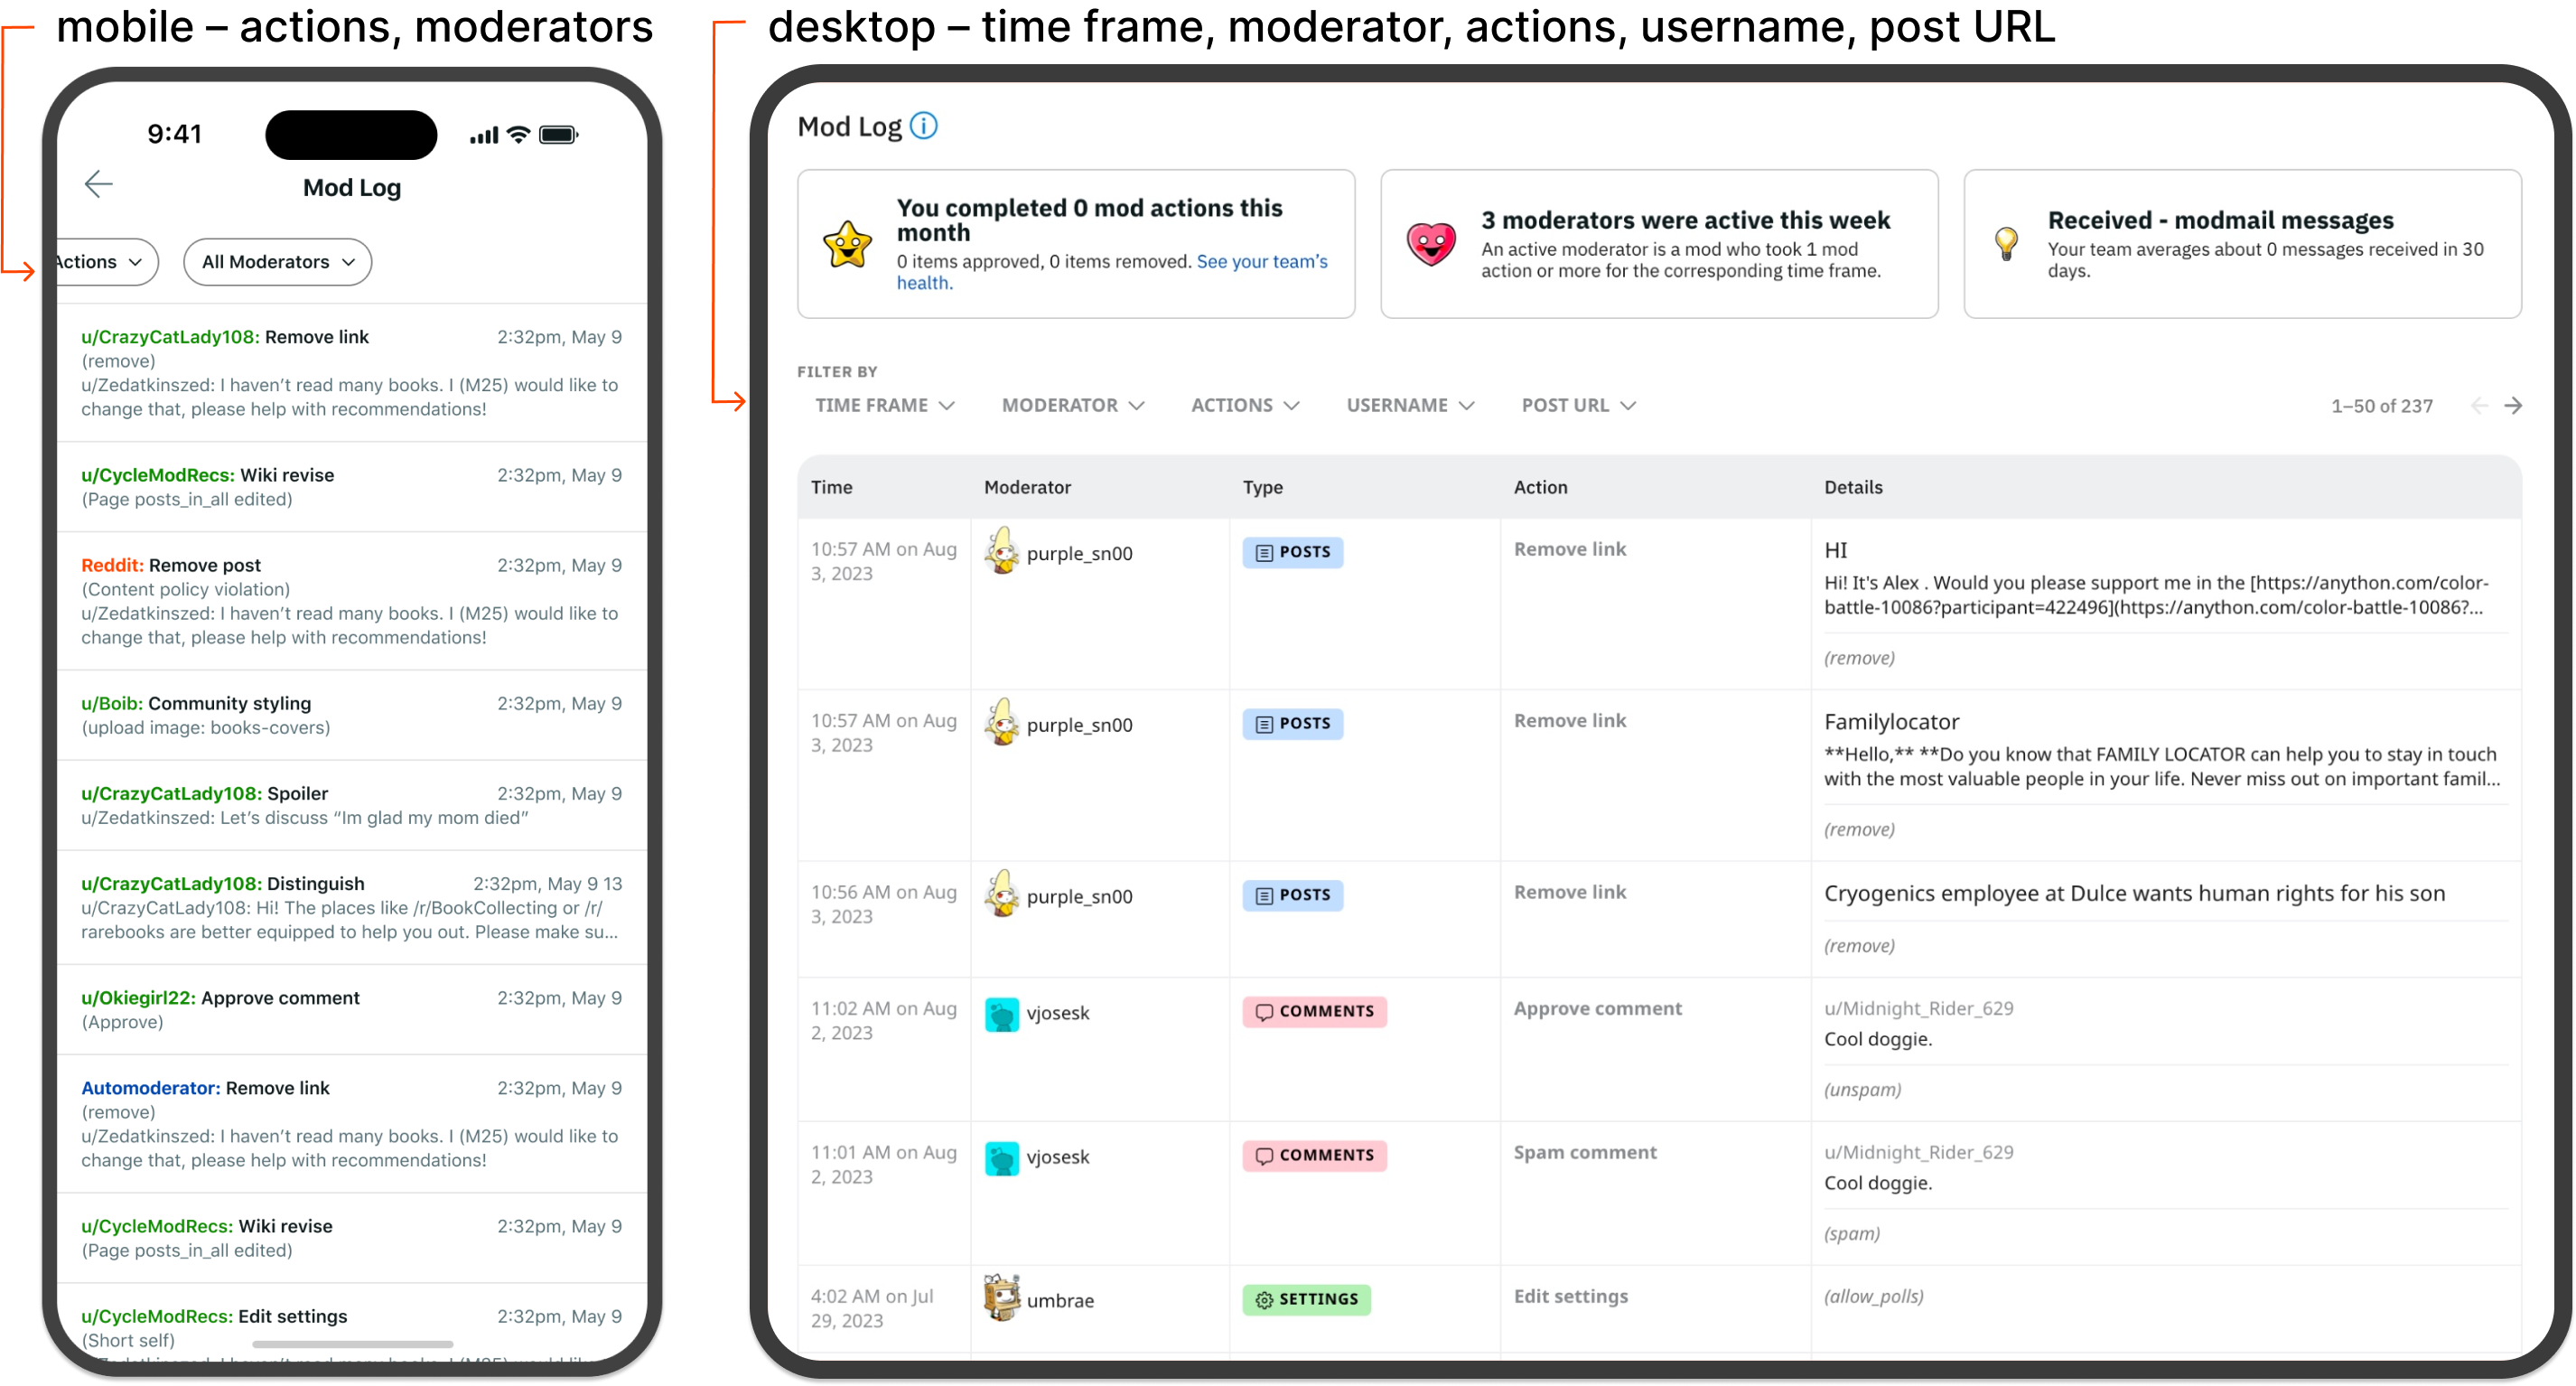 mobile – actions, moderators
9:41
Mod Log
Actions
All Moderators
u/CrazyCatLady108: Remove link 2:32pm, May 9
(remove)
u/Zedatkinszed: I haven’t read many books. I (M25) would like to
change that, please help with recommendations!
u/CycleModRecs: Wiki revise 2:32pm, May 9
(Page posts_in_all edited)
Reddit: Remove post 2:32pm, May 9
(Content policy violation)
u/Zedatkinszed: I haven’t read many books. I (M25) would like to
change that, please help with recommendations!
u/Boib: Community styling 2:32pm, May 9
(upload image: books-covers)
u/CrazyCatLady108: Spoiler 2:32pm, May 9
u/Zedatkinszed: Let’s discuss “Im glad my mom died”
u/CrazyCatLady108: Distinguish 2:32pm, May 9 13
u/CrazyCatLady108: Hi! The places like /r/BookCollecting or /r/
rarebooks are better equipped to help you out. Please make su...
u/Okiegirl22: Approve comment 2:32pm, May 9
(Approve)
Automoderator: Remove link 2:32pm, May 9
(remove)
u/Zedatkinszed: I haven’t read many books. I (M25) would like to
change that, please help with recommendations!
u/CycleModRecs: Wiki revise 2:32pm, May 9
(Page posts_in_all edited)
u/CycleModRecs: Edit settings 2:32pm, May 9
(Short self)
desktop – time frame, moderator, actions, username, post URL
Mod Log
You completed 0 mod actions this
month
0 items approved, 0 items removed. See your team’s
health.
3 moderators were active this week
An active moderator is a mod who took 1 mod
action or more for the corresponding time frame.
Received - modmail messages
Your team averages about 0 messages received in 30
days.
FILTER BY
TIME FRAME MODERATOR ACTIONS USERNAME POST URL 1–50 of 237
Time Moderator Type Action Details
10:57 AM on Aug
3, 2023
purple_sn00
POSTS
Remove link
HI
Hi! It's Alex . Would you please support me in the [https://anython.com/color-
battle-10086?participant=422496](https://anython.com/color-battle-10086?...
(remove)
10:57 AM on Aug
3, 2023
purple_sn00
POSTS
Remove link
Familylocator
**Hello,** **Do you know that FAMILY LOCATOR can help you to stay in touch
with the most valuable people in your life. Never miss out on important famil...
(remove)
10:56 AM on Aug
3, 2023
purple_sn00
POSTS
Remove link
Cryogenics employee at Dulce wants human rights for his son
(remove)
11:02 AM on Aug
2, 2023
vjosesk
COMMENTS
Approve comment
u/Midnight_Rider_629
Cool doggie.
(unspam)
11:01 AM on Aug
2, 2023
vjosesk
COMMENTS
Spam comment
u/Midnight_Rider_629
Cool doggie.
(spam)
4:02 AM on Jul
29, 2023
umbrae
SETTINGS
Edit settings
(allow_polls)